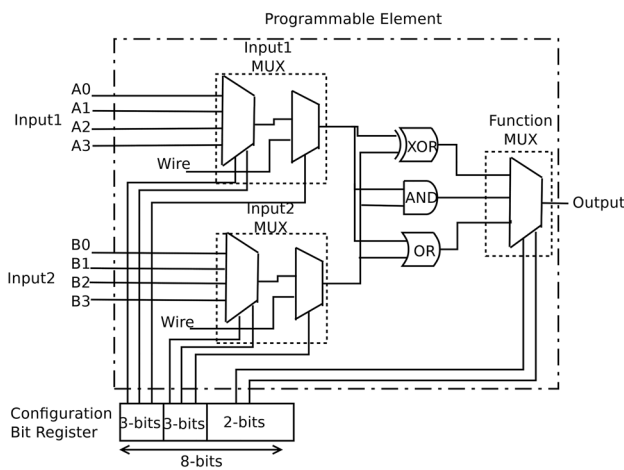 Programmable Element
Input1
MUX
A0
A1
Input1
A2
A3
Wire
XOR
Function
MUX
AND
Output
OR
Input2
MUX
B0
B1
Input2
B2
B3
Wire
Configuration
Bit Register
3-bits
3-bits
2-bits
8-bits